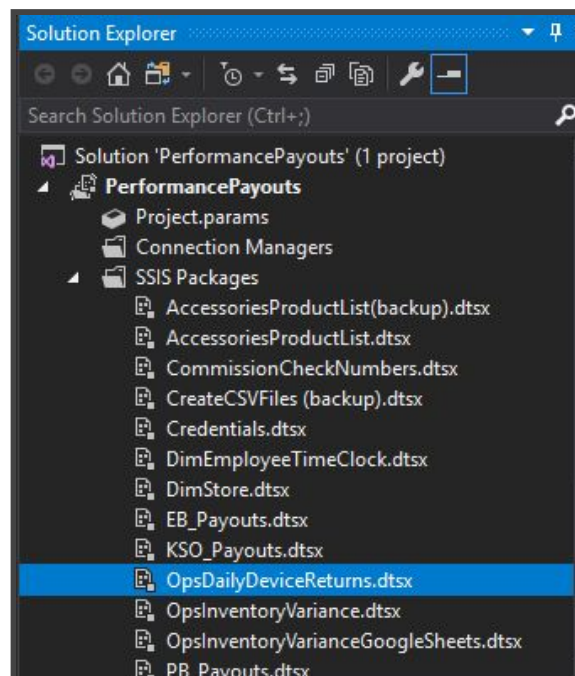 Solution Explorer
Search Solution Explorer (Ctrl+;)
Solution 'PerformancePayouts' (1 project)
PerformancePayouts
Project.params
Connection Managers
SSIS Packages
AccessoriesProductList(backup).dtsx
AccessoriesProductList.dtsx
CommissionCheckNumbers.dtsx
CreateCSVFiles (backup).dtsx
Credentials.dtsx
DimEmployeeTimeClock.dtsx
DimStore.dtsx
EB_Payouts.dtsx
KSO_Payouts.dtsx
OpsDailyDeviceReturns.dtsx
OpsInventoryVariance.dtsx
OpsInventoryVarianceGoogleSheets.dtsx
PB_Payouts.dtsx